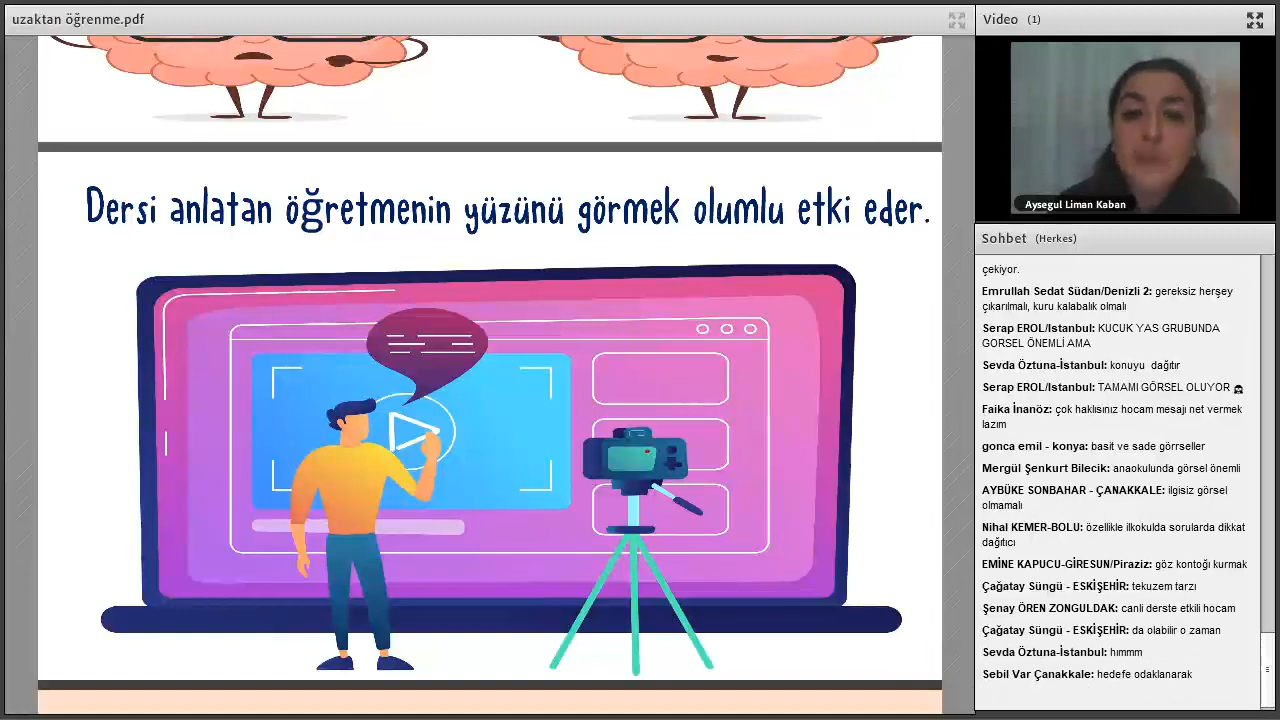 uzaktan öğrenme.pdf
Dersi anlatan öğretmenin yüzünü görmek olumlu etki eder.
Video (1)
Aysegul Liman Kaban
Sohbet (Herkes)
çekiyor.
Emrullah Sedat Südan/Denizli 2: gereksiz herşey
çıkarılmalı, kuru kalabalık olmalı
Serap EROL/Istanbul: KUCUK YAS GRUBUNDA
GORSEL ÖNEMLİ AMA
Sevda Öztuna-İstanbul: konuyu dağıtır
Serap EROL/Istanbul: TAMAMI GÖRSEL OLUYOR
Faika İnanöz: çok haklısınız hocam mesajı net vermek
lazım
gonca emil - konya: basit ve sade görrseller
Mergül Şenkurt Bilecik: anaokulunda görsel önemli
AYBÜKE SONBAHAR - ÇANAKKALE: ilgisiz görsel
olmamalı
Nihal KEMER-BOLU: özellikle ilkokulda sorularda dikkat
dağıtıcı
EMİNE KAPUCU-GİRESUN/Piraziz: göz kontoğı kurmak
Çağatay Süngü - ESKİŞEHİR: tekuzem tarzı
Şenay ÖREN ZONGULDAK: canli derste etkili hocam
Çağatay Süngü - ESKİŞEHİR: da olabilir o zaman
Sevda Öztuna-İstanbul: hımmm
Sebil Var Çanakkale: hedefe odaklanarak